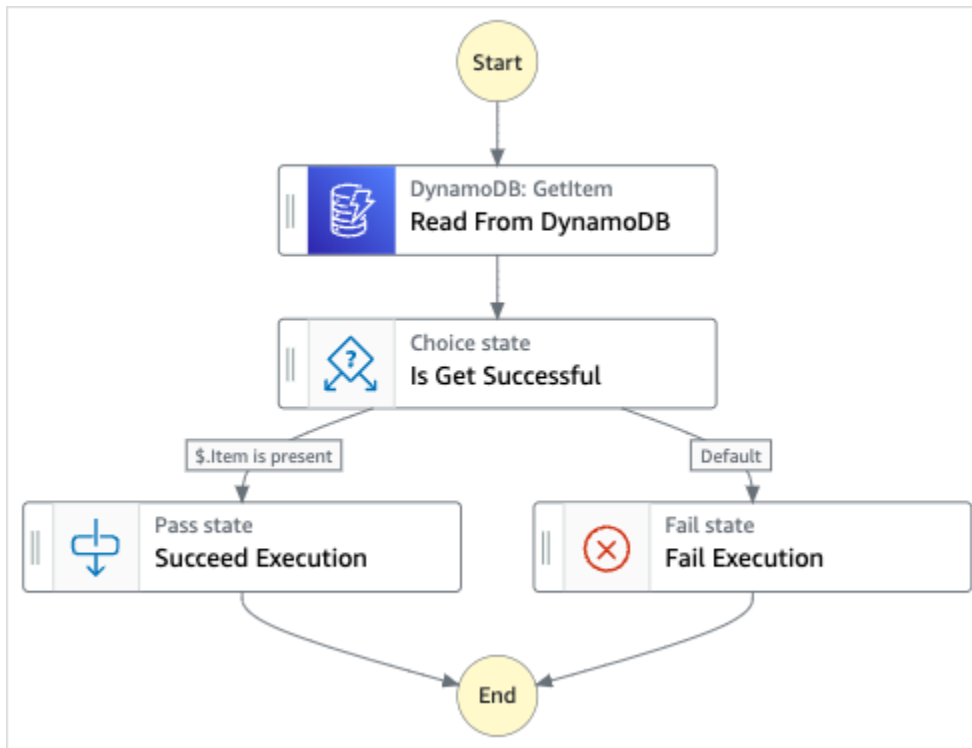 Start
DynamoDB: GetItem
Read From DynamoDB
Choice state
?
Is Get Successful
$.Item is present
Default
Pass state
Succeed Execution
Fail state
Fail Execution
End